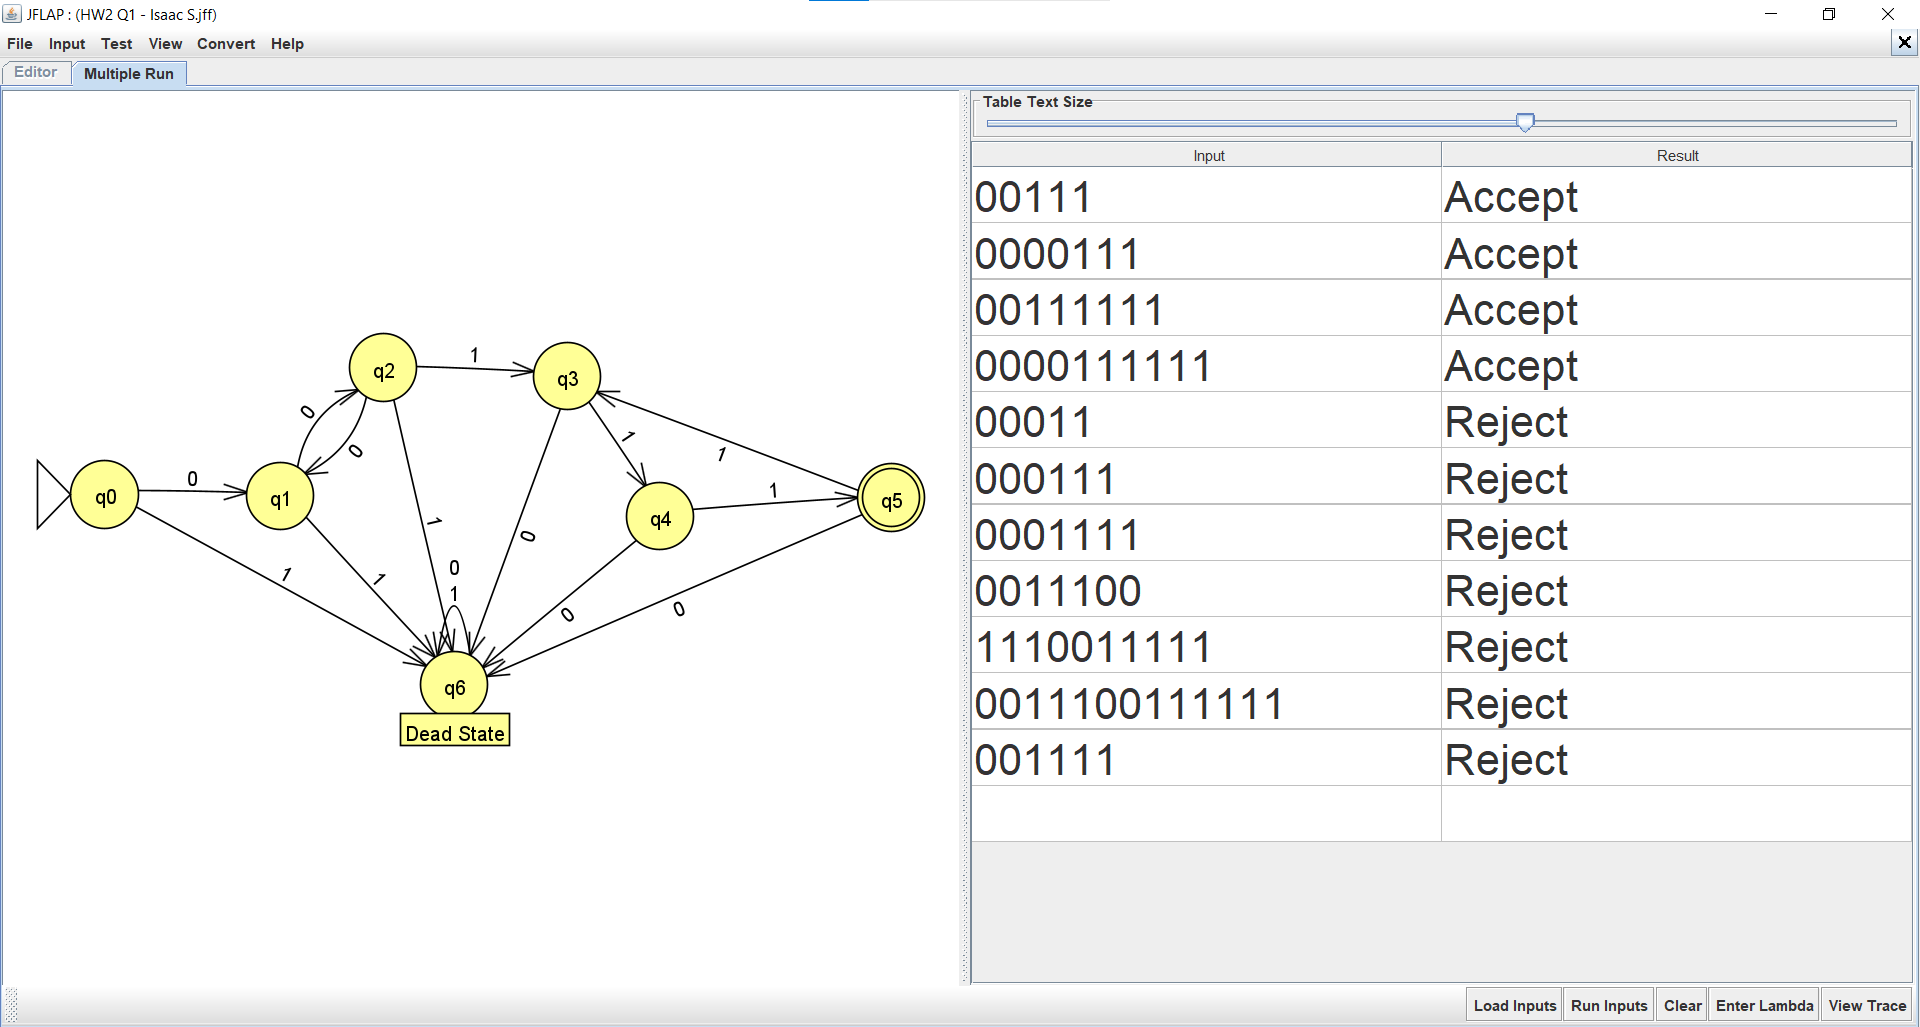 JFLAP : (HW2 Q1 - Isaac S.jff)
File Input Test View Convert Help
Editor Multiple Run
Table Text Size
Input Result
00111 Accept
0000111 Accept
00111111 Accept
0000111111 Accept
00011 Reject
000111 Reject
0001111 Reject
0011100 Reject
1110011111 Reject
0011100111111 Reject
001111 Reject
q2 1 q3
0 0 1 1
q0 0 q1 q4 1 q5
1 1 1 0 0 0
0
1
q6
Dead State
Load Inputs Run Inputs Clear Enter Lambda View Trace